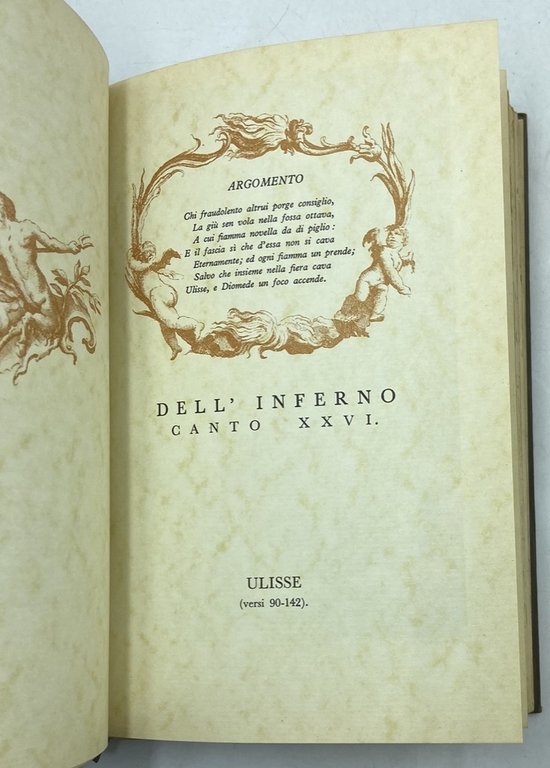 ARGOMENTO
Chi fraudolento altrui porge consiglio,
La giù sen vola nella fossa ottava,
A cui fiamma novella da di piglio:
E il fascia sì che d'essa non si cava
Eternamente; ed ogni fiamma un prende;
Salvo che insieme nella fiera cava
Ulisse, e Diomede un foco accende.
DELL' INFERNO
CANTO XXVI.
ULISSE
(versi 90-142).